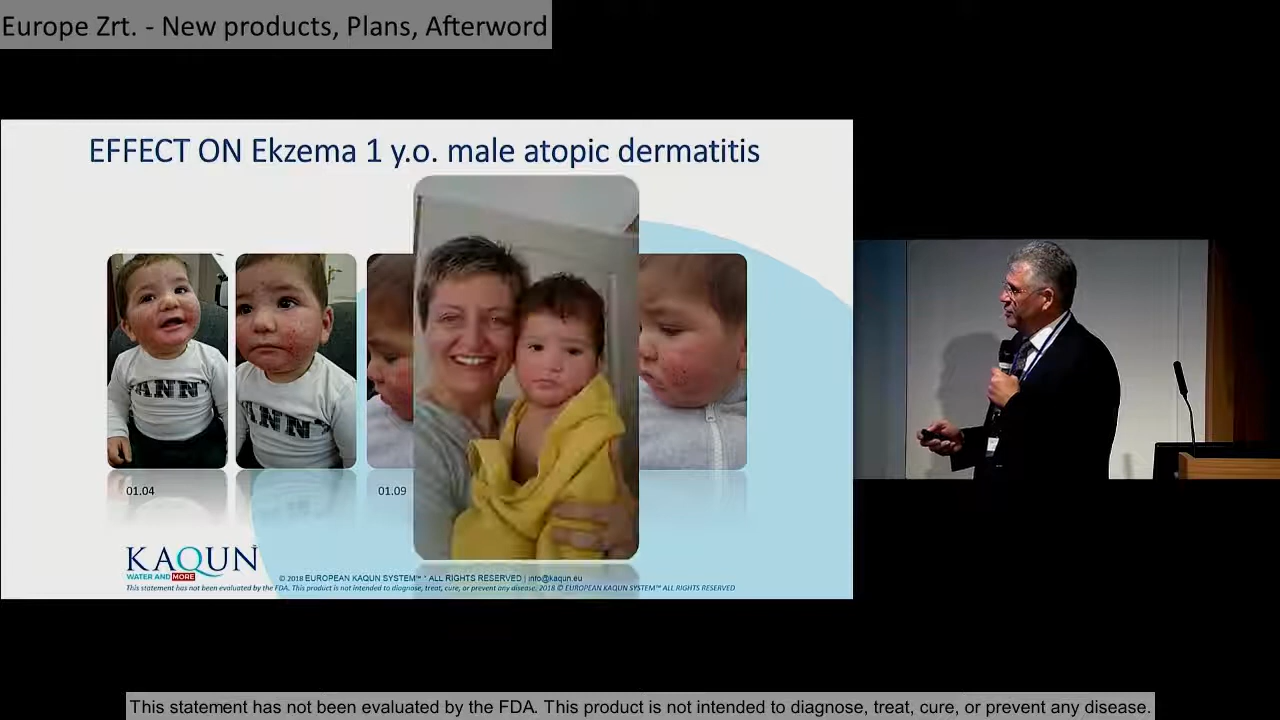 Europe Zrt. - New products, Plans, Afterword
EFFECT ON Ekzema 1 y.o. male atopic dermatitis
01.04
01.09
KAQUN
WATER AND MORE
© 2018 EUROPEAN KAQUN SYSTEM™ * ALL RIGHTS RESERVED | info@kaqun.eu
This statement has not been evaluated by the FDA. This product is not intended to diagnose, treat, cure, or prevent any disease. 2018 © EUROPEAN KAQUN SYSTEM™ ALL RIGHTS RESERVED
This statement has not been evaluated by the FDA. This product is not intended to diagnose, treat, cure, or prevent any disease.